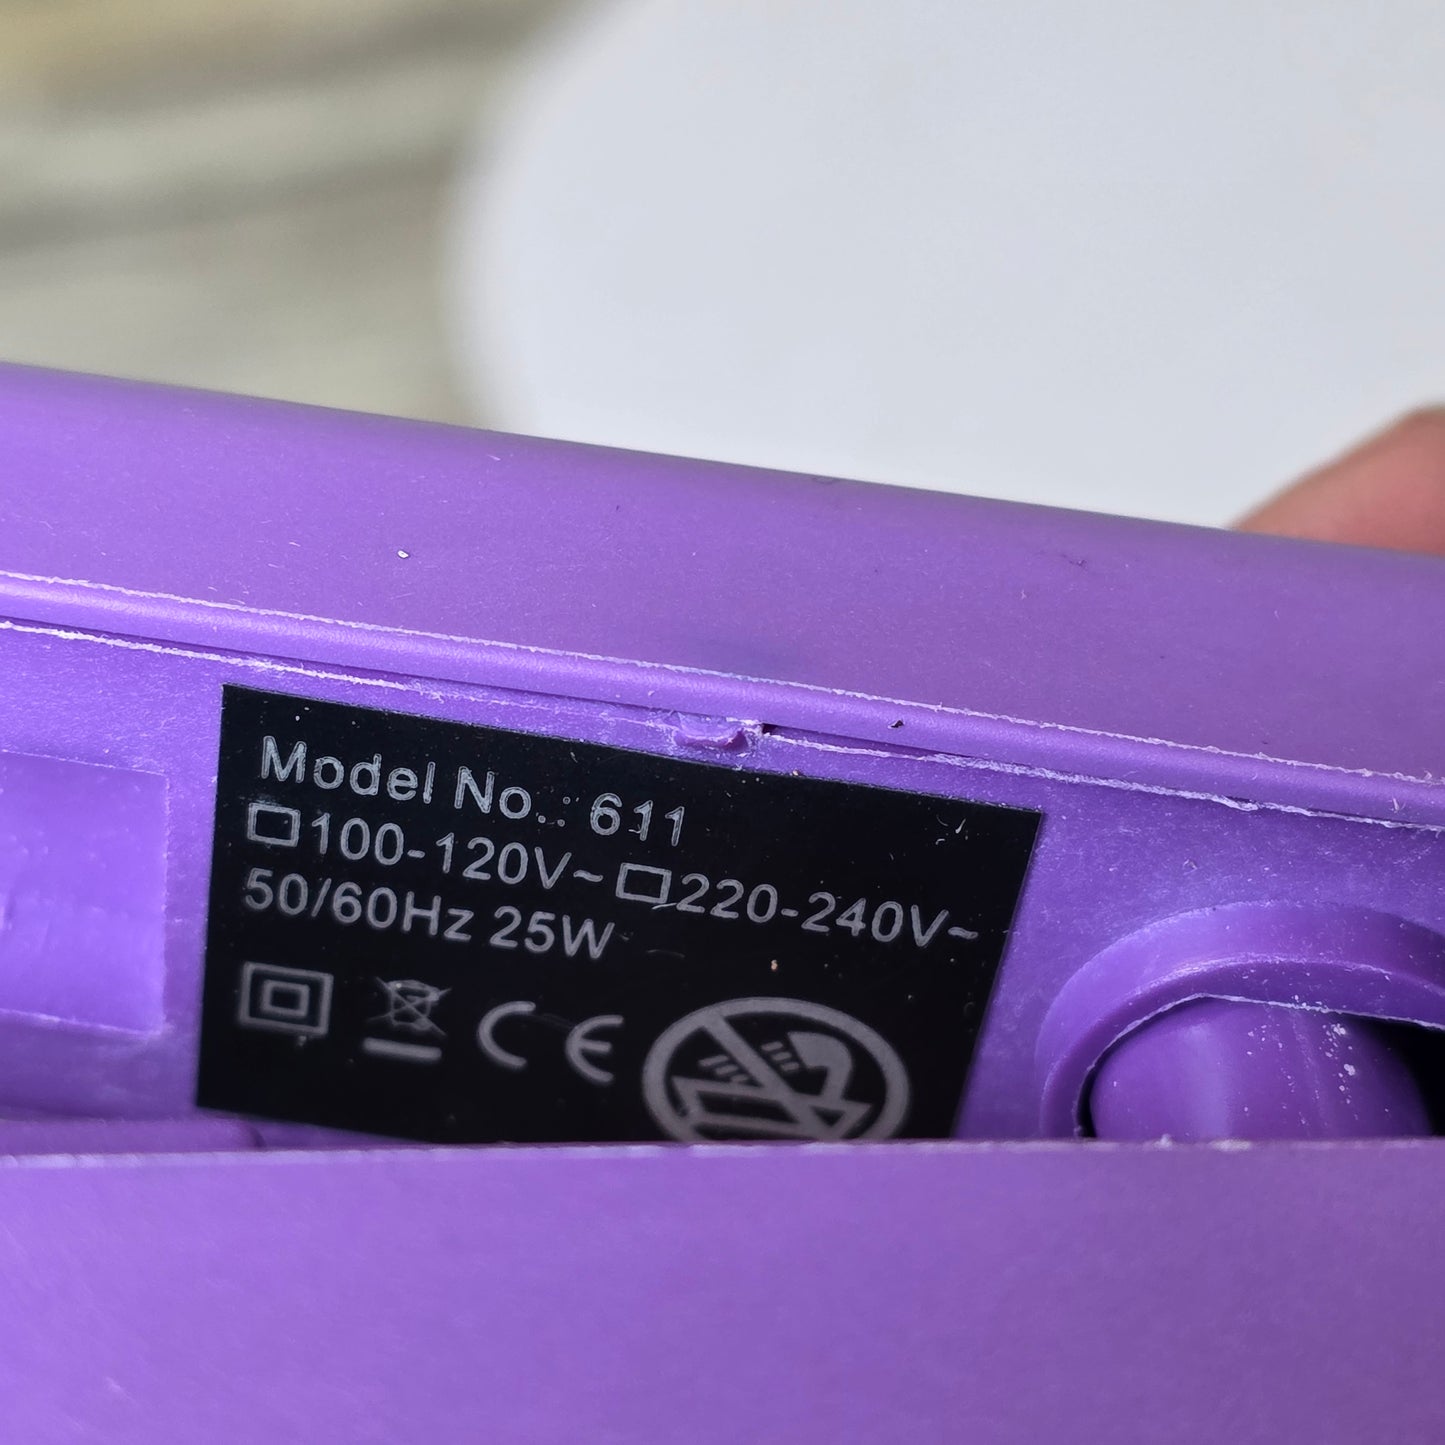 Model No.: 611
□100-120V~ □220-240V~
50/60Hz 25W
CE